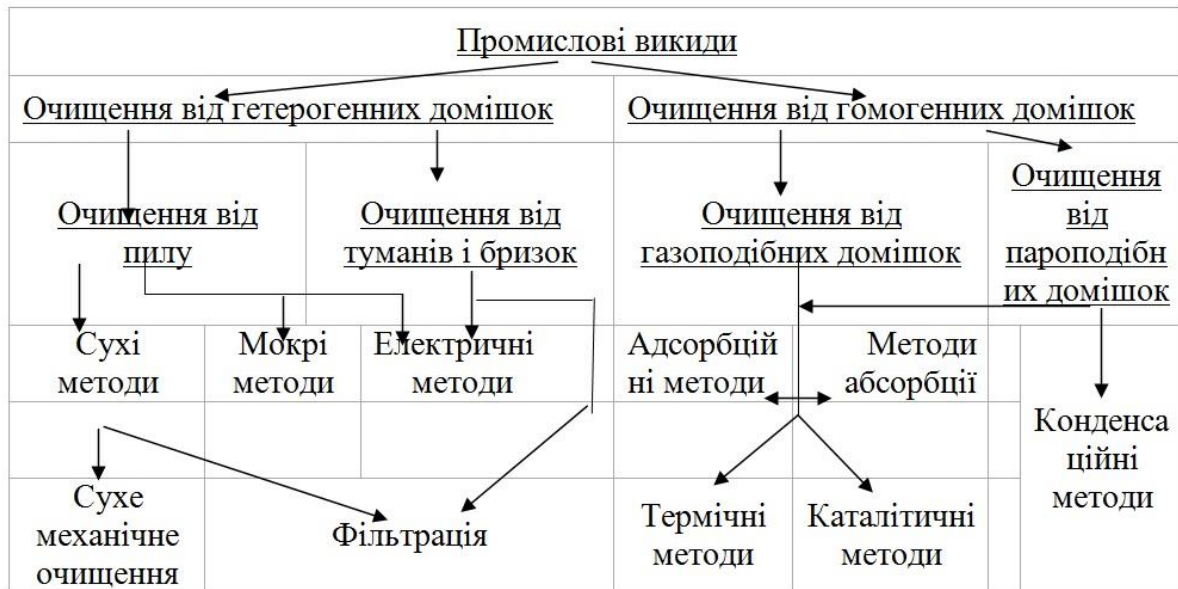 Промислові викиди
Очищення від гетерогенних домішок
Очищення від гомогенних домішок
Очищення від
пилу
Очищення від
туманів і бризок
Очищення від
газоподібних домішок
Очищення
від
пароподібн
их домішок
Сухі
методи
Мокрі
методи
Електричні
методи
Адсорбцій
ні методи
Методи
абсорбції
Конденса
ційні
методи
Сухе
механічне
очищення
Фільтрація
Термічні
методи
Каталітичні
методи